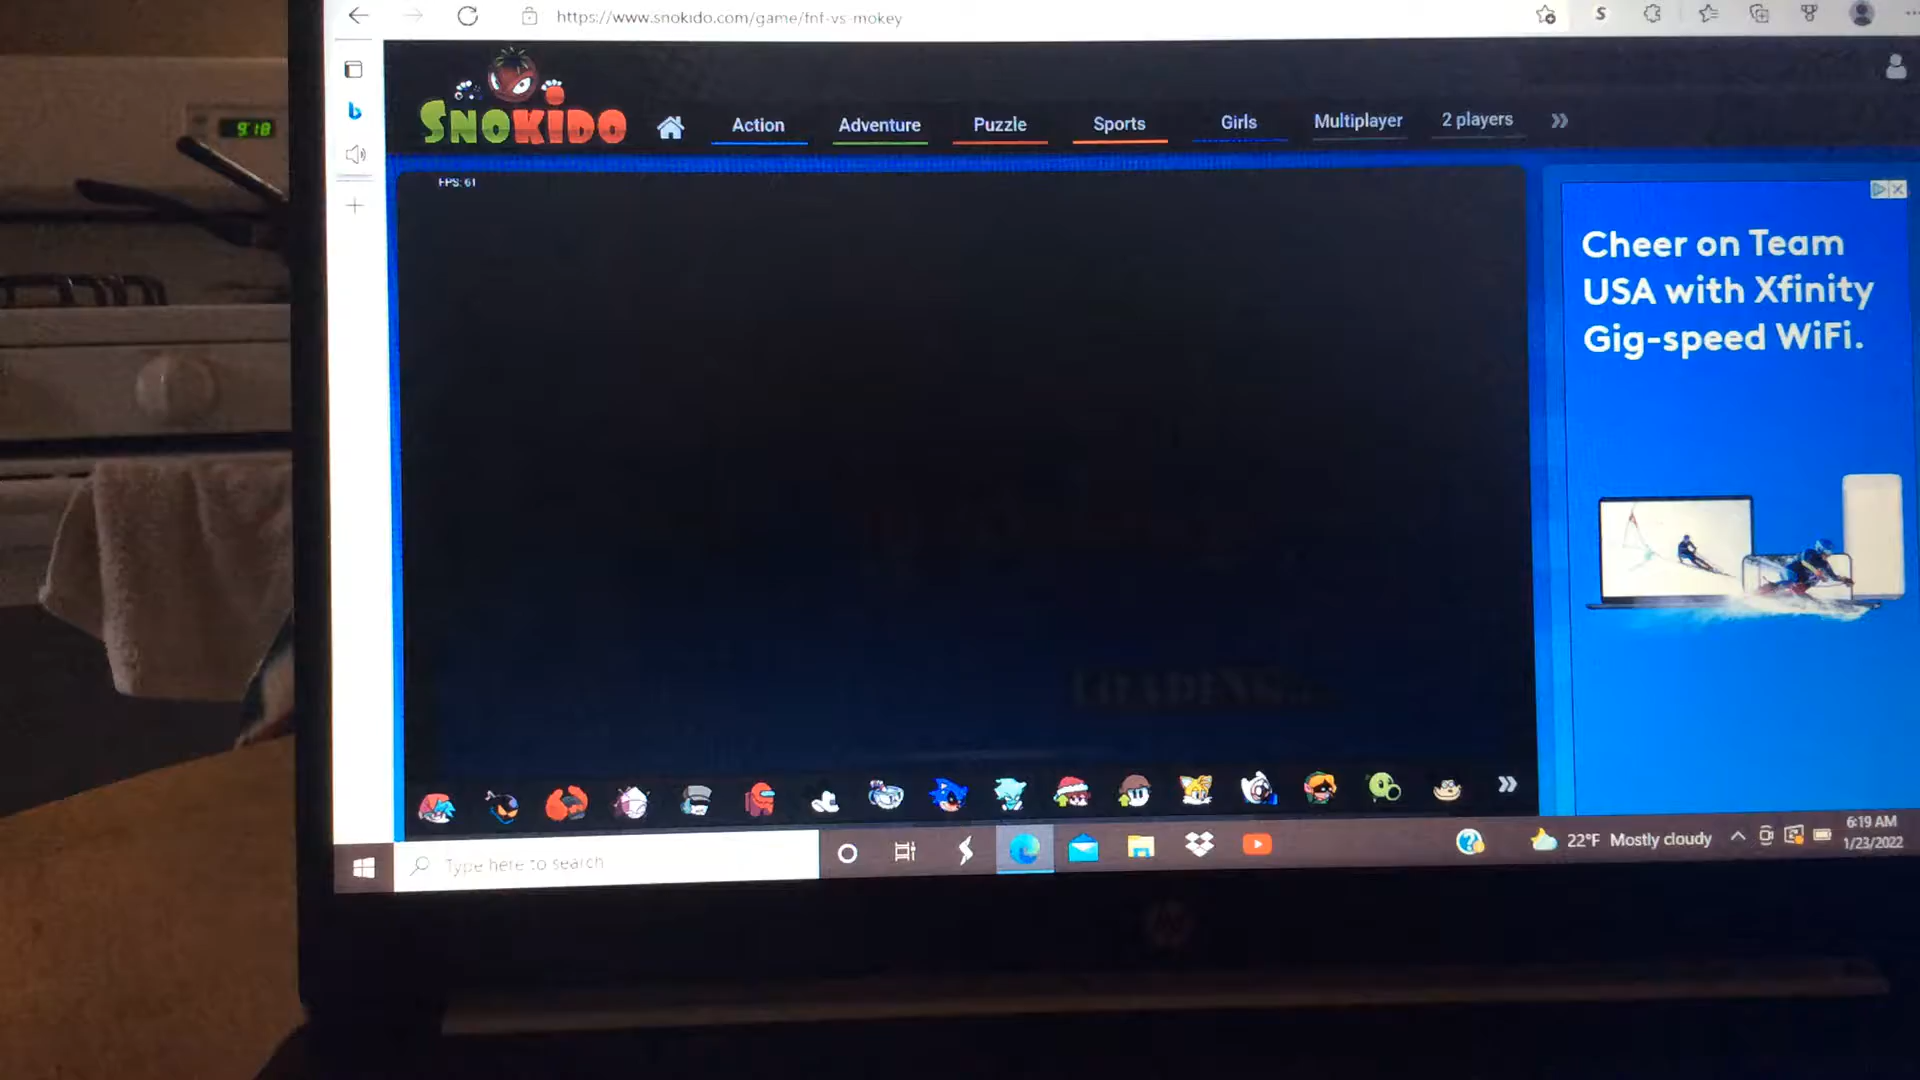 https://www.snokido.com/game/fnf-vs-mokey
S
b
9:18
SNOKIDO
Action
Adventure
Puzzle
Sports
Girls
Multiplayer
2 players
FPS: 61
Cheer on Team
USA with Xfinity
Gig-speed WiFi.
LOADING...
Type here to search
22°F Mostly cloudy
6:19 AM
1/23/2022
hp